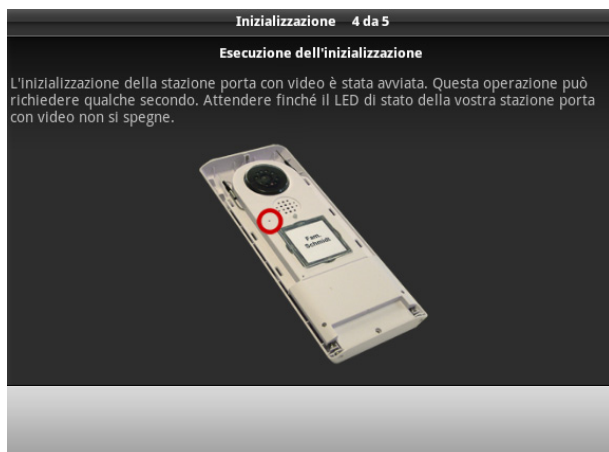 Inizializzazione 4 da 5
Esecuzione dell'inizializzazione
L'inizializzazione della stazione porta con video è stata avviata. Questa operazione può
richiedere qualche secondo. Attendere finché il LED di stato della vostra stazione porta
con video non si spegne.
Fam.
Schmidt